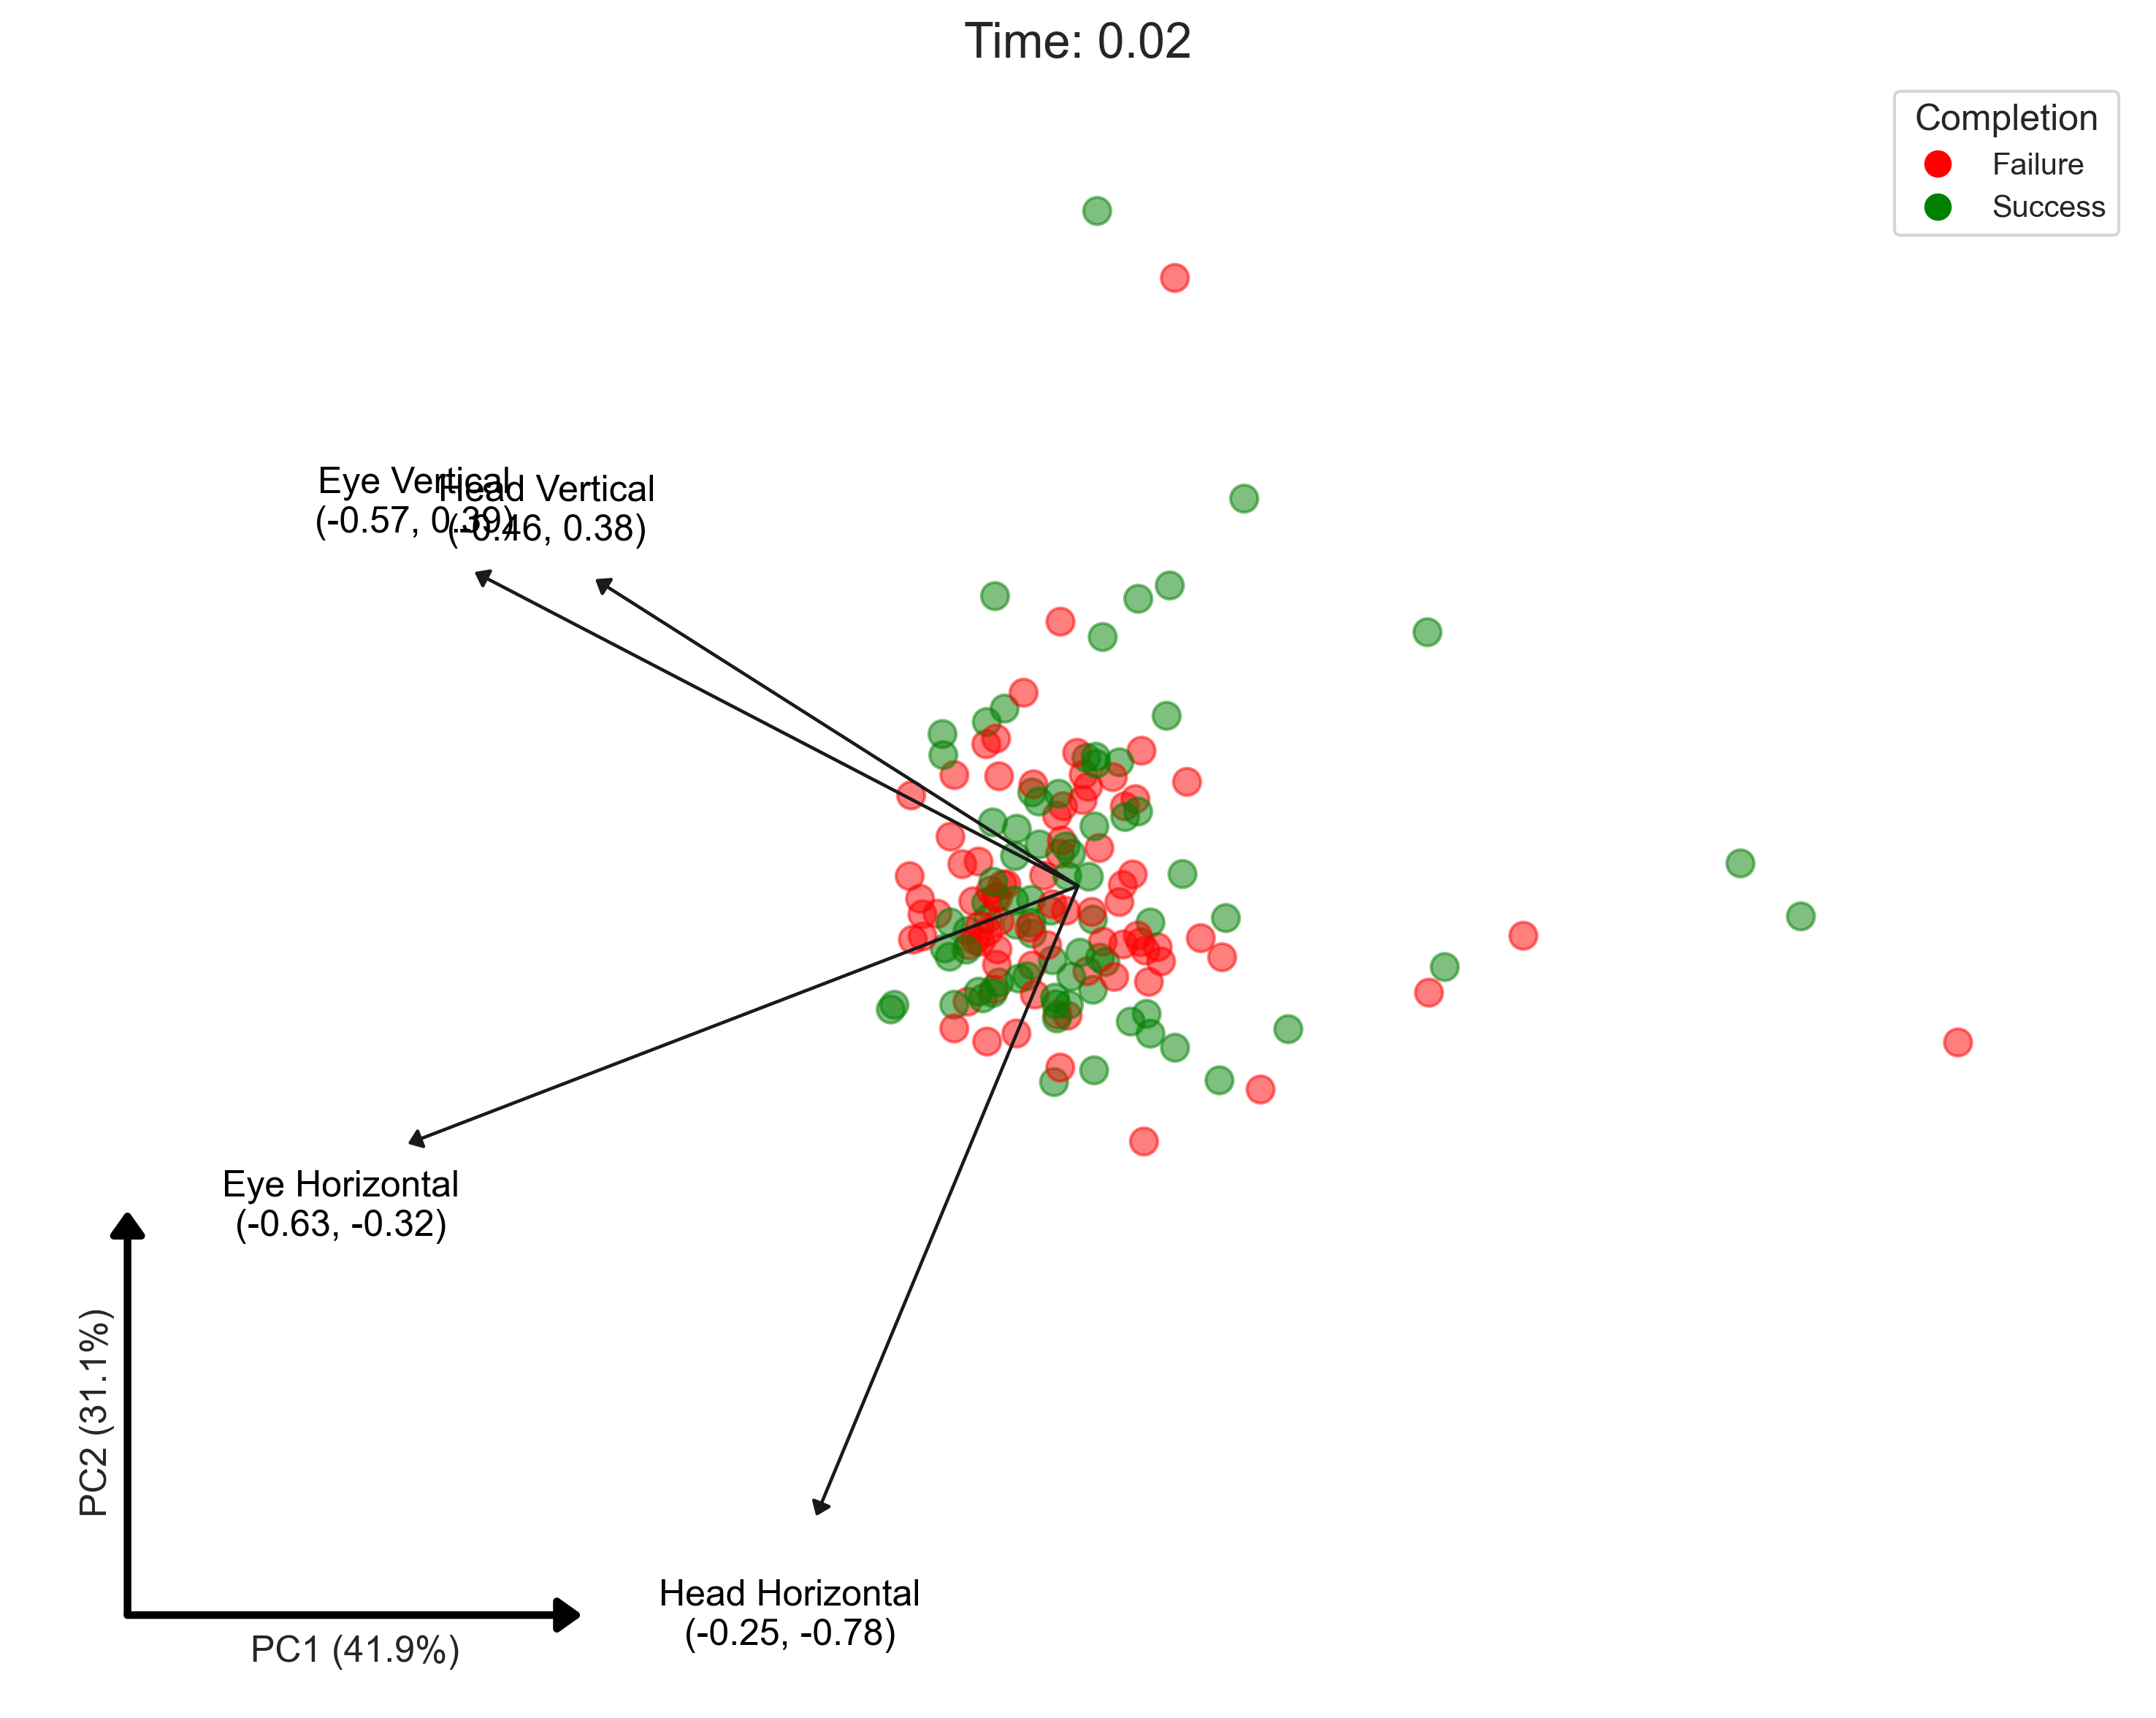 Time: 0.02
Completion
Failure
Success
Eye Vertical
(-0.57, 0.39)
Head Vertical
(-0.46, 0.38)
Eye Horizontal
(-0.63, -0.32)
Head Horizontal
(-0.25, -0.78)
PC2 (31.1%)
PC1 (41.9%)